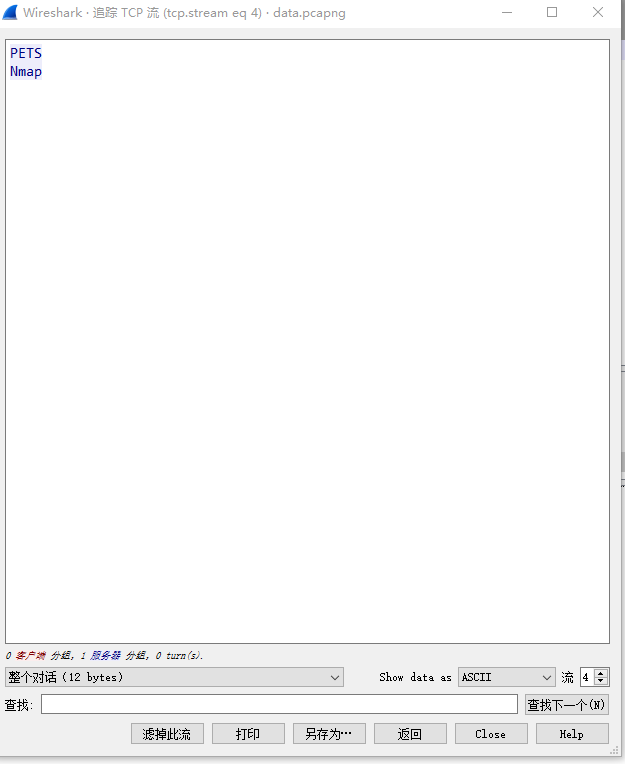 Wireshark · 追踪 TCP 流 (tcp.stream eq 4) · data.pcapng
PETS
Nmap
0 客户端 分组, 1 服务器 分组, 0 turn(s).
整个对话 (12 bytes)
Show data as
ASCII
流
4
查找:
查找下一个(N)
滤掉此流
打印
另存为…
返回
Close
Help